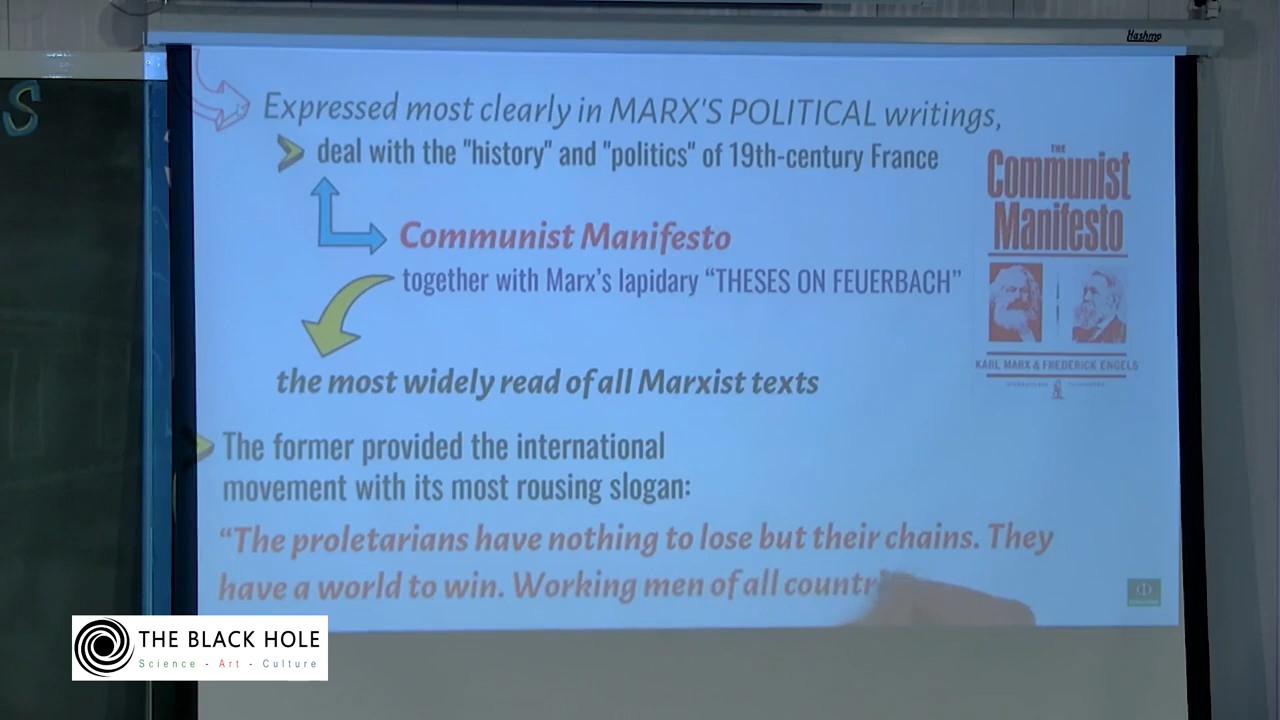 Hashmo
S
Expressed most clearly in MARX'S POLITICAL writings,
deal with the "history" and "politics" of 19th-century France
Communist Manifesto
together with Marx's lapidary “THESES ON FEUERBACH”
the most widely read of all Marxist texts
THE
Communist
Manifesto
KARL MARX & FREDERICK ENGELS
The former provided the international
movement with its most rousing slogan:
“The proletarians have nothing to lose but their chains. They
have a world to win. Working men of all countr
THE BLACK HOLE
Science - Art - Culture